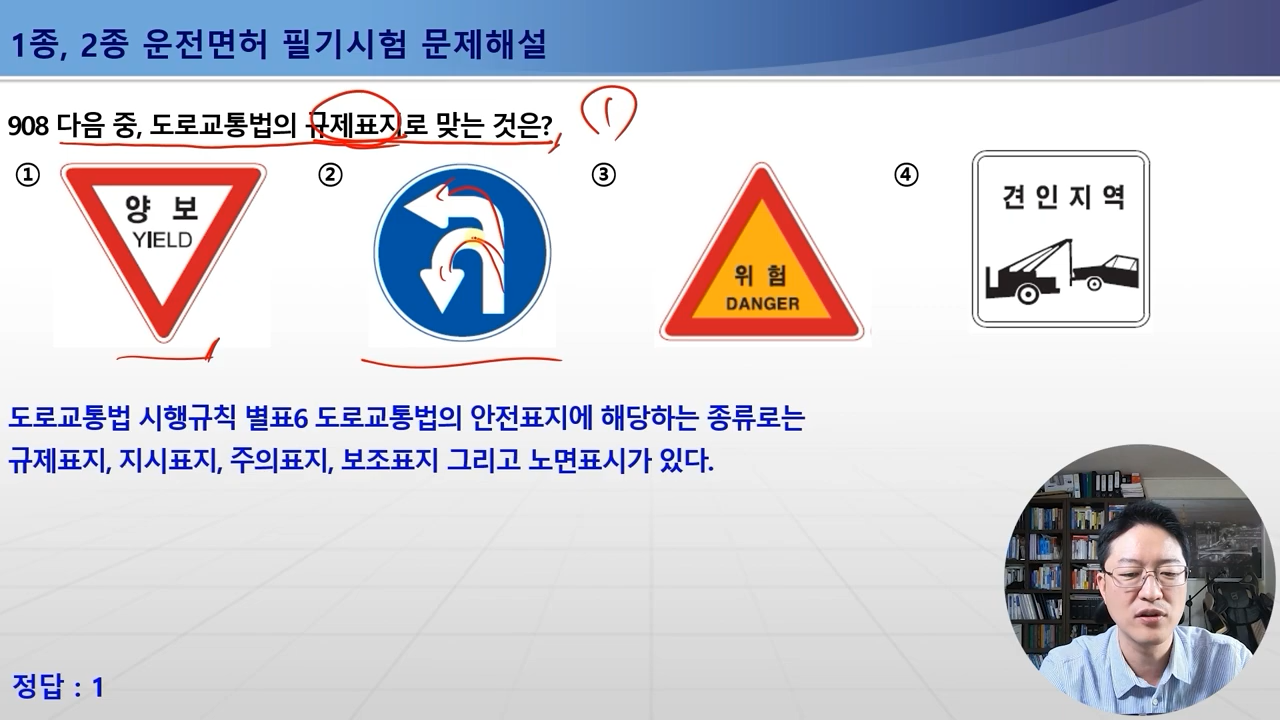 1종, 2종 운전면허 필기시험 문제해설
908 다음 중, 도로교통법의 규제표지로 맞는 것은?
①
①
양 보
YIELD
②
③
위 험
DANGER
④
견 인 지 역
도로교통법 시행규칙 별표6 도로교통법의 안전표지에 해당하는 종류로는
규제표지, 지시표지, 주의표지, 보조표지 그리고 노면표시가 있다.
정답 : 1